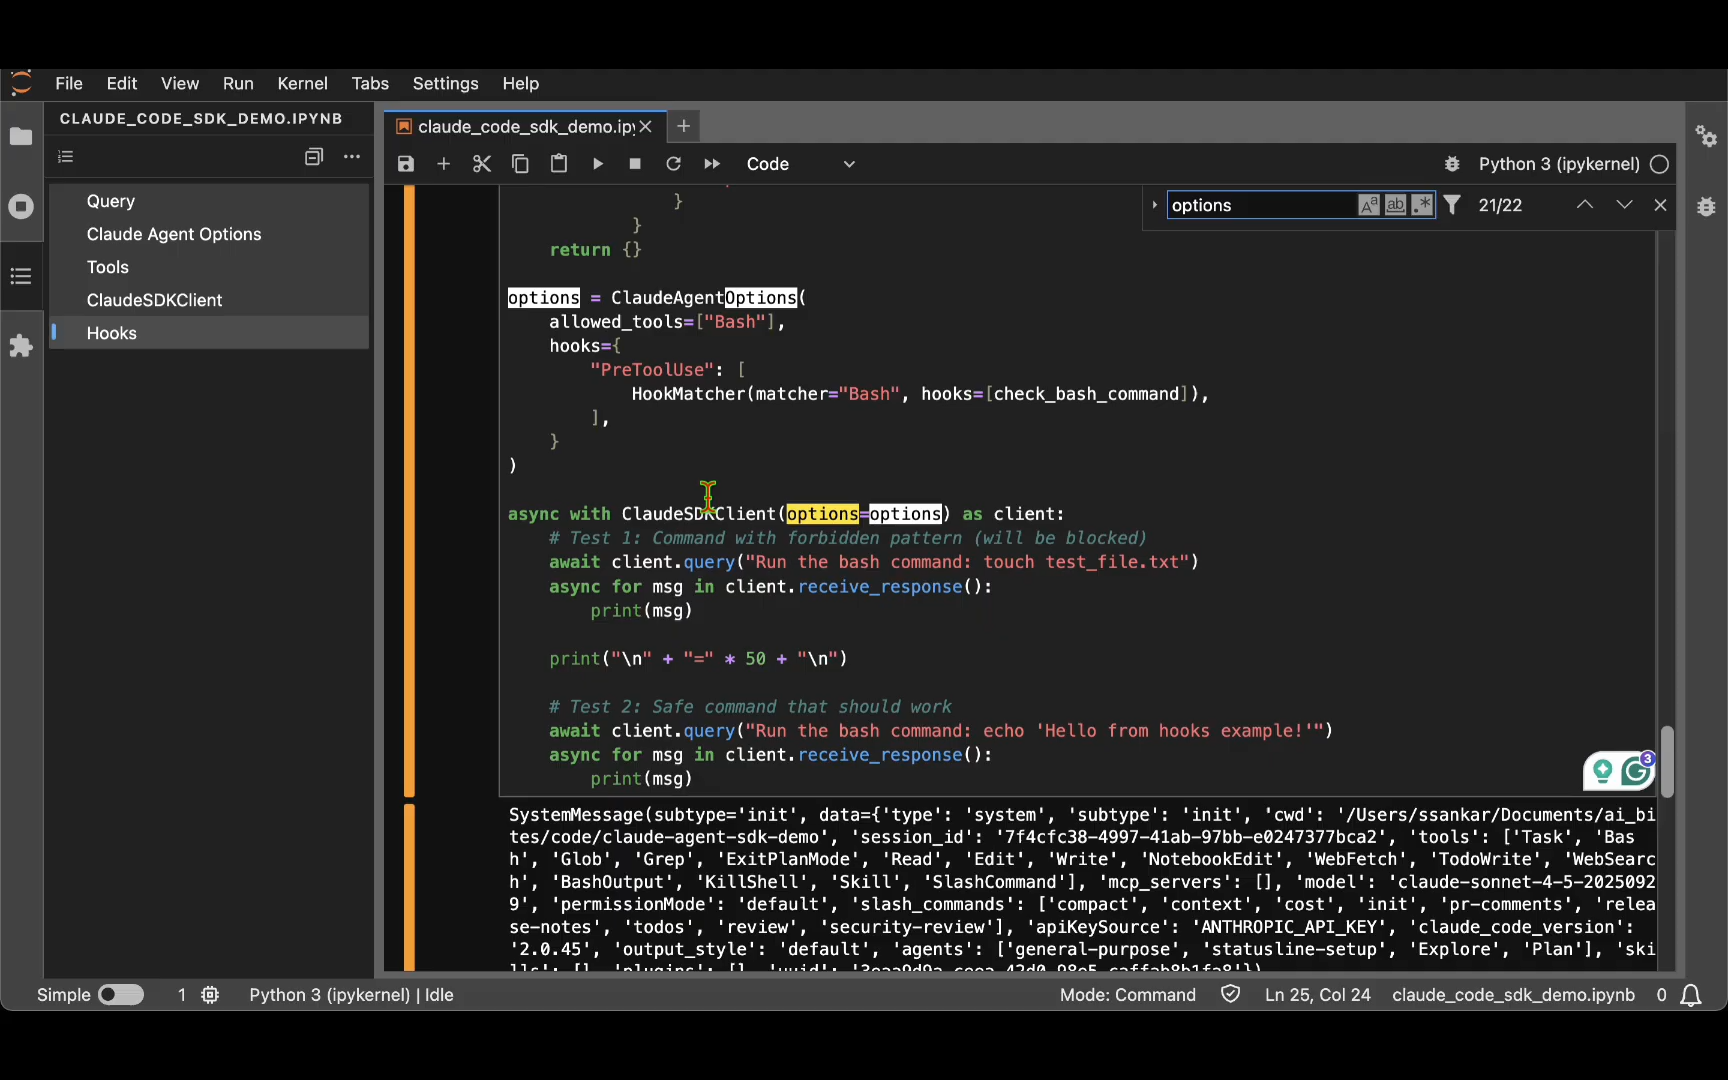 File Edit View Run Kernel Tabs Settings Help
CLAUDE_CODE_SDK_DEMO.IPYNB
Query
Claude Agent Options
Tools
ClaudeSDKClient
Hooks
claude_code_sdk_demo.ipy
Code
Python 3 (ipykernel)
options
21/22
}
}
return {}
options = ClaudeAgentOptions(
allowed_tools=["Bash"],
hooks={
"PreToolUse": [
HookMatcher(matcher="Bash", hooks=[check_bash_command]),
],
}
)
async with ClaudeSDKClient(options=options) as client:
# Test 1: Command with forbidden pattern (will be blocked)
await client.query("Run the bash command: touch test_file.txt")
async for msg in client.receive_response():
print(msg)
print("\n" + "=" * 50 + "\n")
# Test 2: Safe command that should work
await client.query("Run the bash command: echo 'Hello from hooks example!'")
async for msg in client.receive_response():
print(msg)
3
SystemMessage(subtype='init', data={'type': 'system', 'subtype': 'init', 'cwd': '/Users/ssankar/Documents/ai_bi
tes/code/claude-agent-sdk-demo', 'session_id': '7f4cfc38-4997-41ab-97bb-e0247377bca2', 'tools': ['Task', 'Bas
h', 'Glob', 'Grep', 'ExitPlanMode', 'Read', 'Edit', 'Write', 'NotebookEdit', 'WebFetch', 'TodoWrite', 'WebSearc
h', 'BashOutput', 'KillShell', 'Skill', 'SlashCommand'], 'mcp_servers': [], 'model': 'claude-sonnet-4-5-2025092
9', 'permissionMode': 'default', 'slash_commands': ['compact', 'context', 'cost', 'init', 'pr-comments', 'relea
se-notes', 'todos', 'review', 'security-review'], 'apiKeySource': 'ANTHROPIC_API_KEY', 'claude_code_version':
'2.0.45', 'output_style': 'default', 'agents': ['general-purpose', 'statusline-setup', 'Explore', 'Plan'], 'ski
Simple 1 Python 3 (ipykernel) | Idle Mode: Command Ln 25, Col 24 claude_code_sdk_demo.ipynb 0